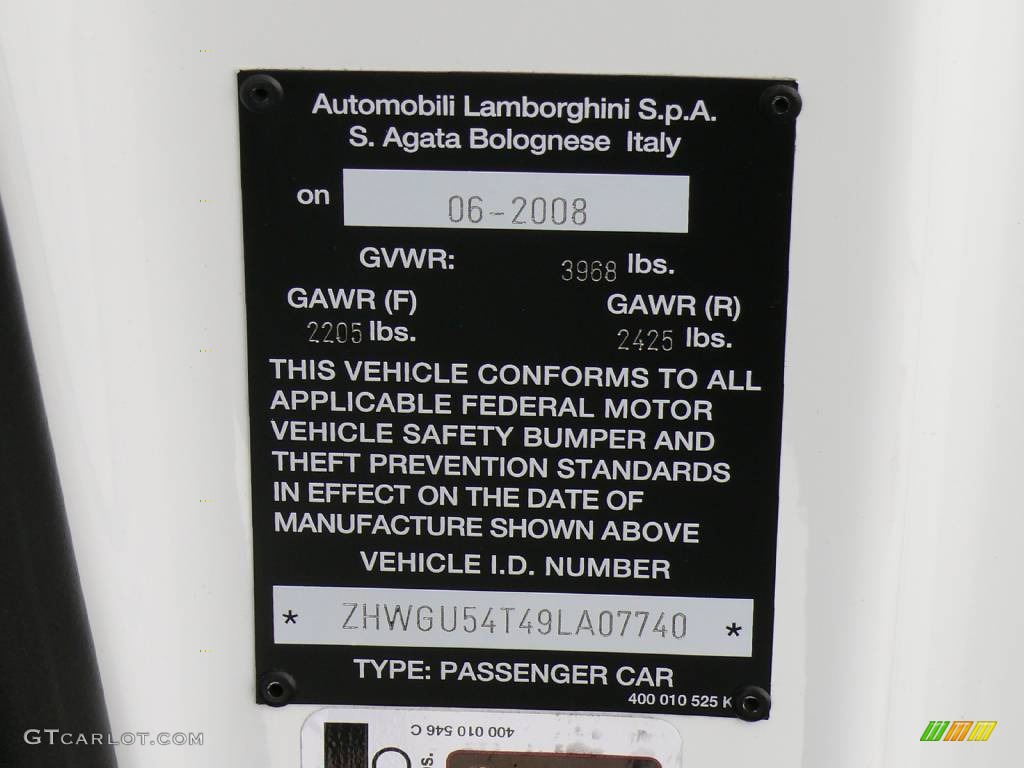 Automobili Lamborghini S.p.A.
S. Agata Bolognese Italy
on 06-2008
GVWR: 3968 lbs.
GAWR (F) GAWR (R)
2205 lbs. 2425 lbs.
THIS VEHICLE CONFORMS TO ALL
APPLICABLE FEDERAL MOTOR
VEHICLE SAFETY BUMPER AND
THEFT PREVENTION STANDARDS
IN EFFECT ON THE DATE OF
MANUFACTURE SHOWN ABOVE
VEHICLE I.D. NUMBER
* ZHWGU54T49LA07740 *
TYPE: PASSENGER CAR
400 010 525 K
400 010 546 C
GTCARLOT.COM